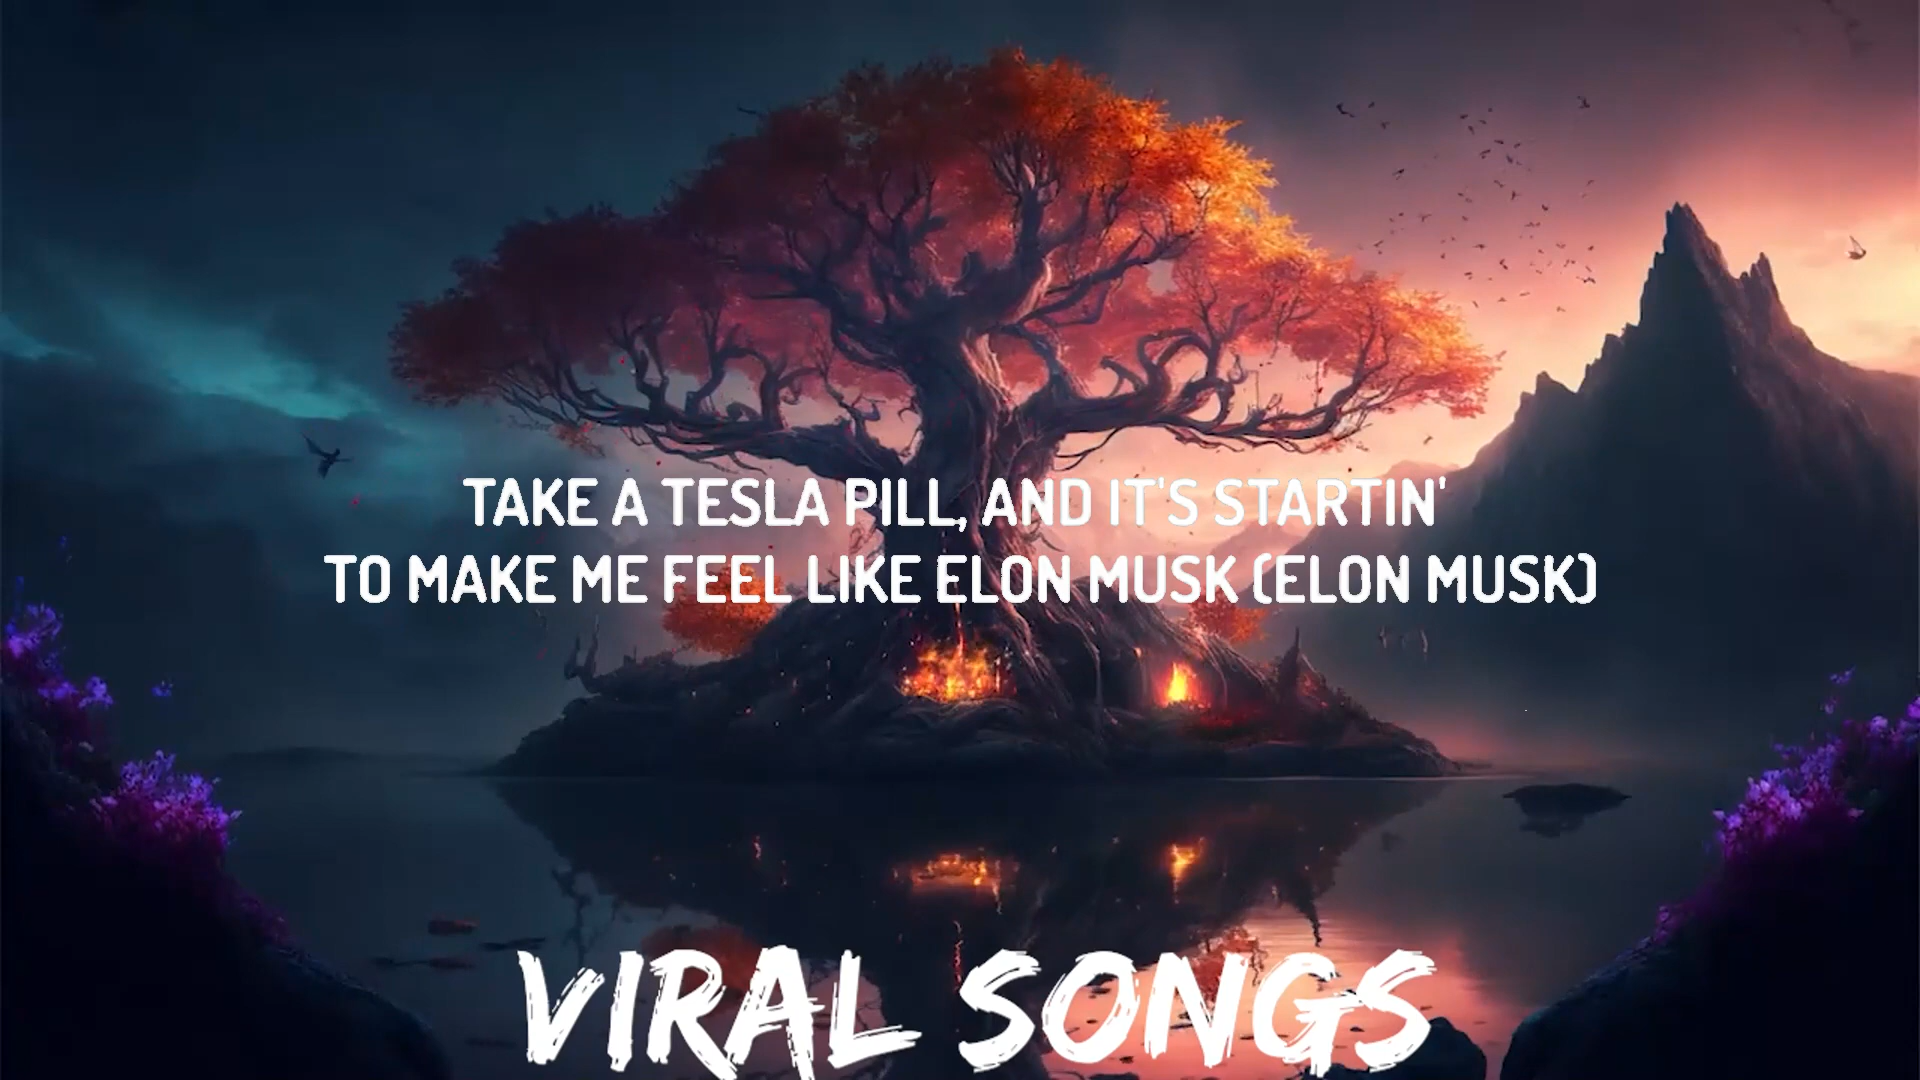 TAKE A TESLA PILL, AND IT'S STARTIN'
TO MAKE ME FEEL LIKE ELON MUSK (ELON MUSK)
VIRAL SONGS